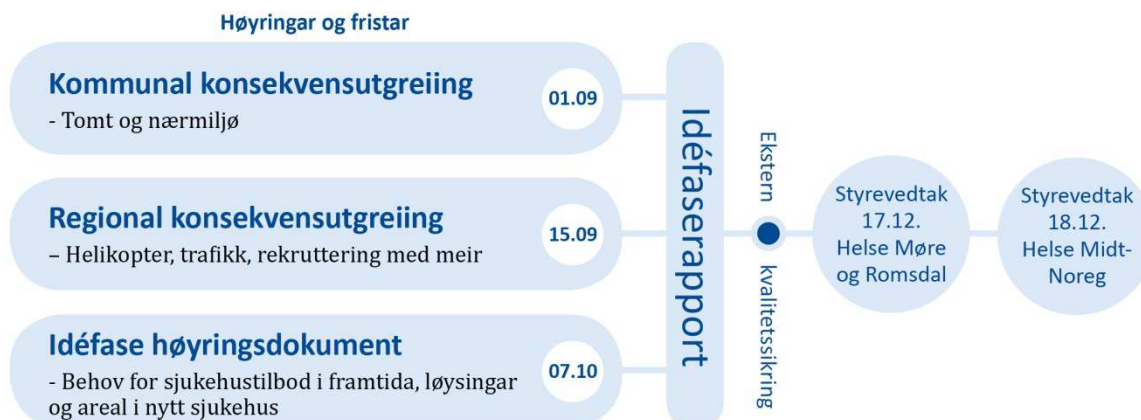 Høyringar og fristar
Kommunal konsekvensutgreiing
- Tomt og nærmiljø
01.09
Regional konsekvensutgreiing
– Helikopter, trafikk, rekruttering med meir
15.09
Idéfase høyringsdokument
- Behov for sjukehustilbod i framtida, løysingar
og areal i nytt sjukehus
07.10
Idéfaserapport
Ekstern
kvalitetssikring
Styrevedtak
17.12.
Helse Møre
og Romsdal
Styrevedtak
18.12.
Helse Midt-
Noreg